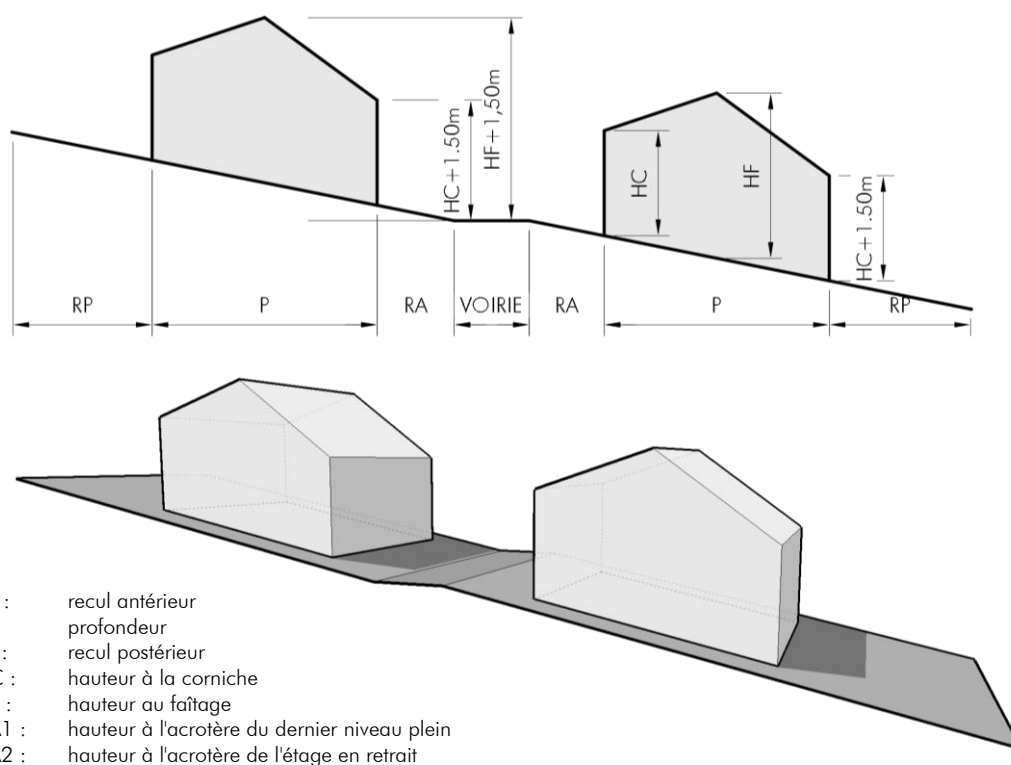 HC+1.50m
HF+1,50m
HC
HF
HC+1.50m
RP P RA VOIRIE RA P RP
: recul antérieur
profondeur
: recul postérieur
: hauteur à la corniche
: hauteur au faîtage
1 : hauteur à l'acrotère du dernier niveau plein
2 : hauteur à l'acrotère de l'étage en retrait